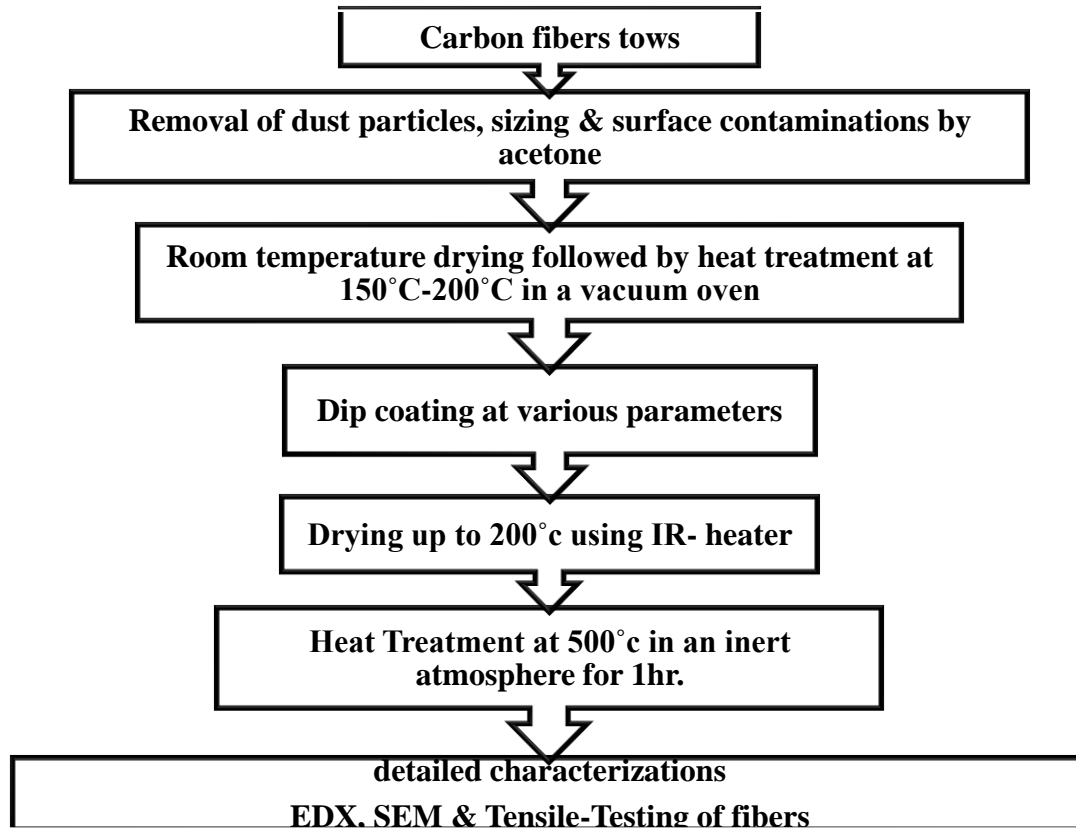 Carbon fibers tows
Removal of dust particles, sizing & surface contaminations by
acetone
Room temperature drying followed by heat treatment at
150˚C-200˚C in a vacuum oven
Dip coating at various parameters
Drying up to 200˚c using IR- heater
Heat Treatment at 500˚c in an inert
atmosphere for 1hr.
detailed characterizations
EDX, SEM & Tensile-Testing of fibers